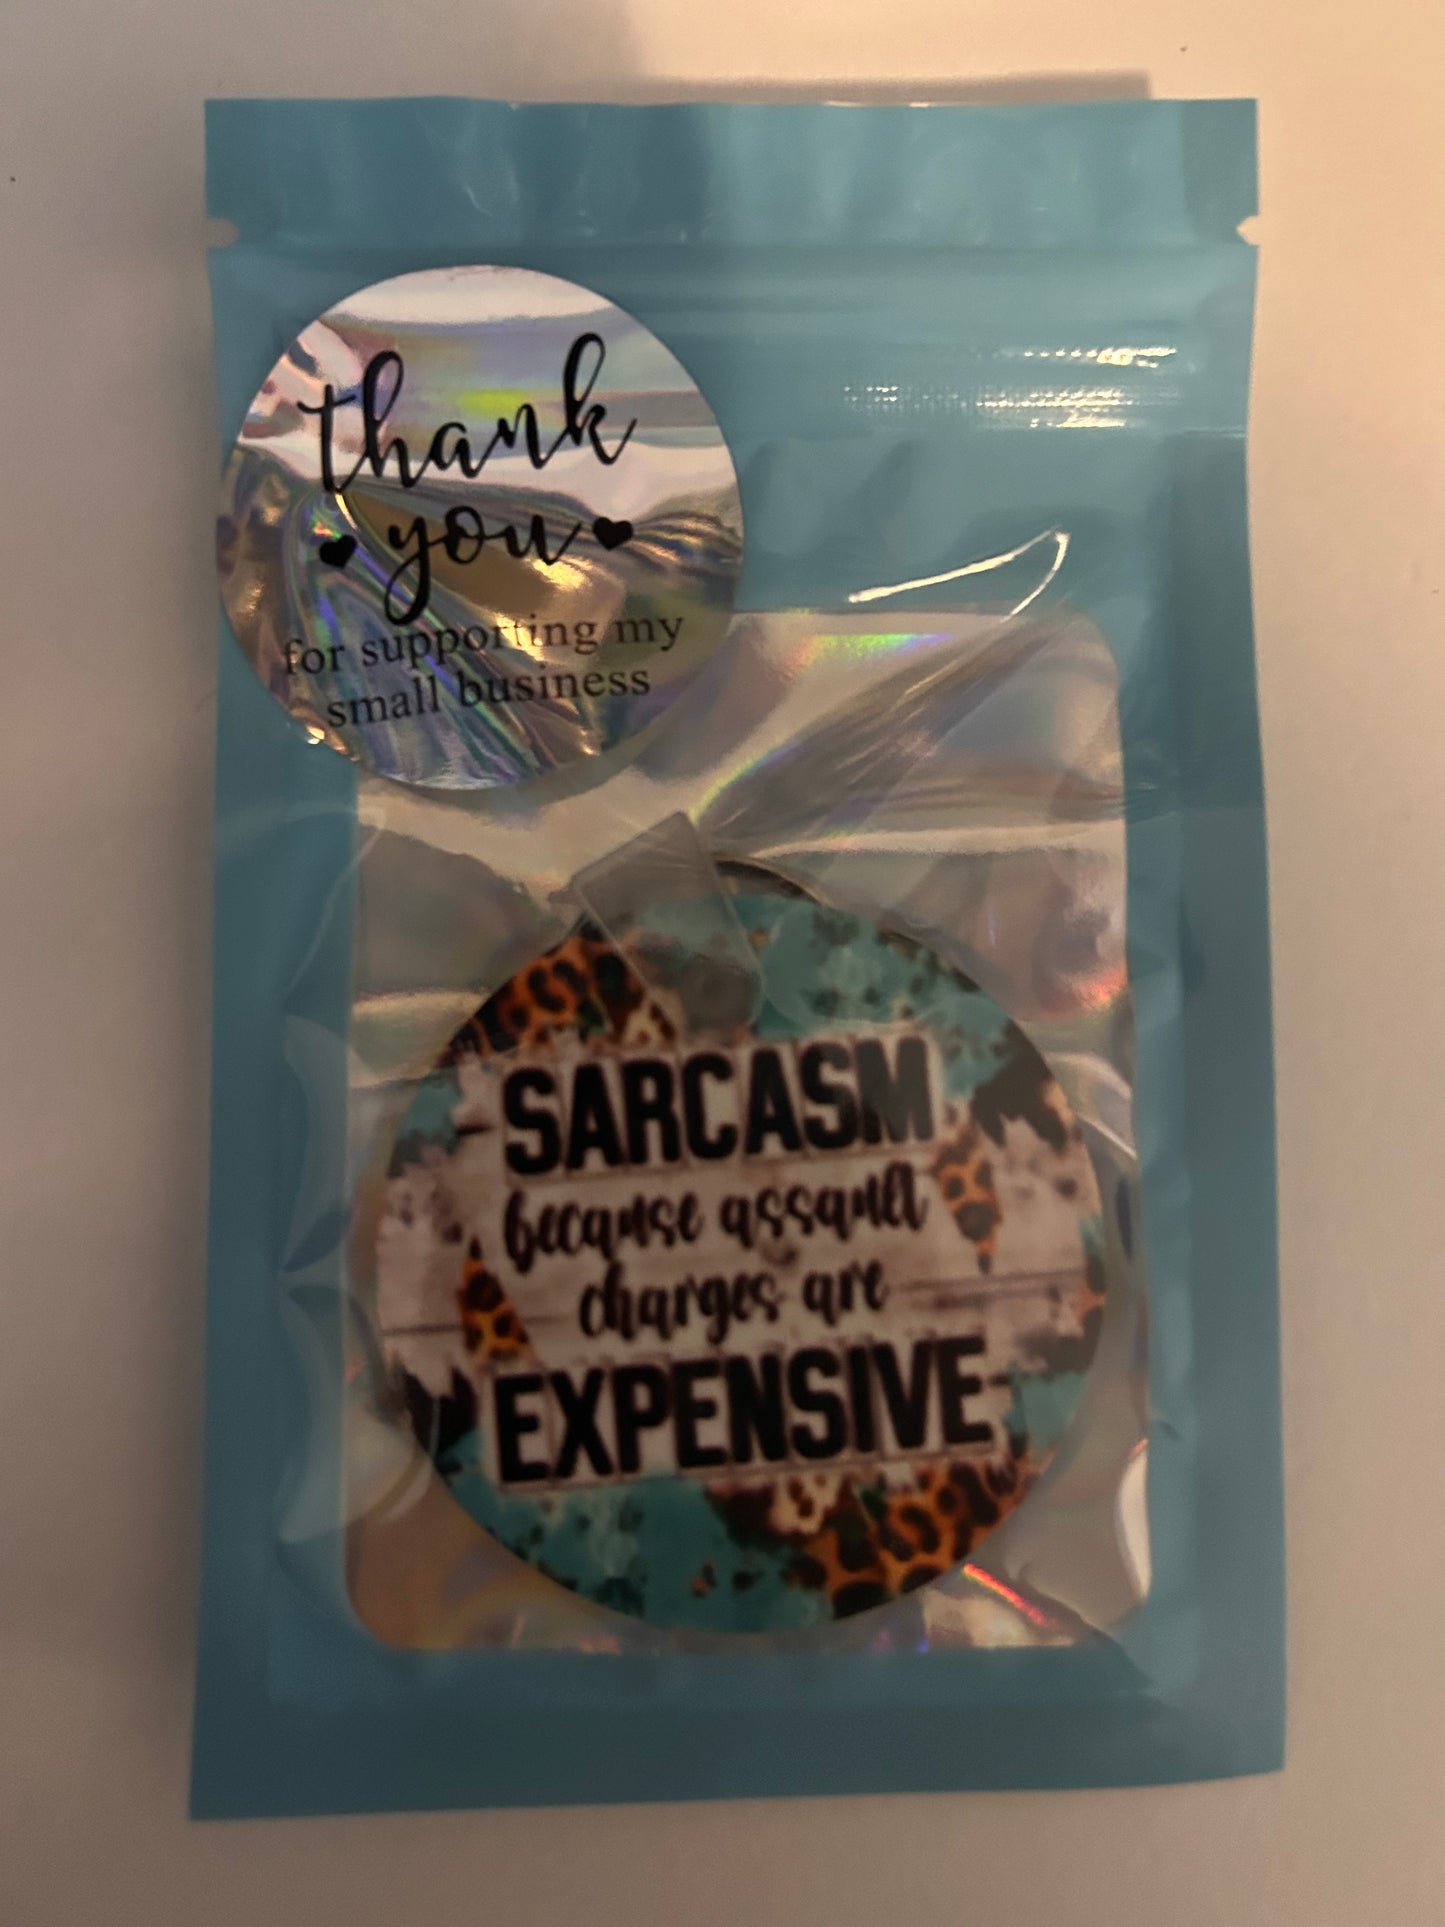 thank
you
for supporting my
small business
SARCASM
because assault
charges are
EXPENSIVE